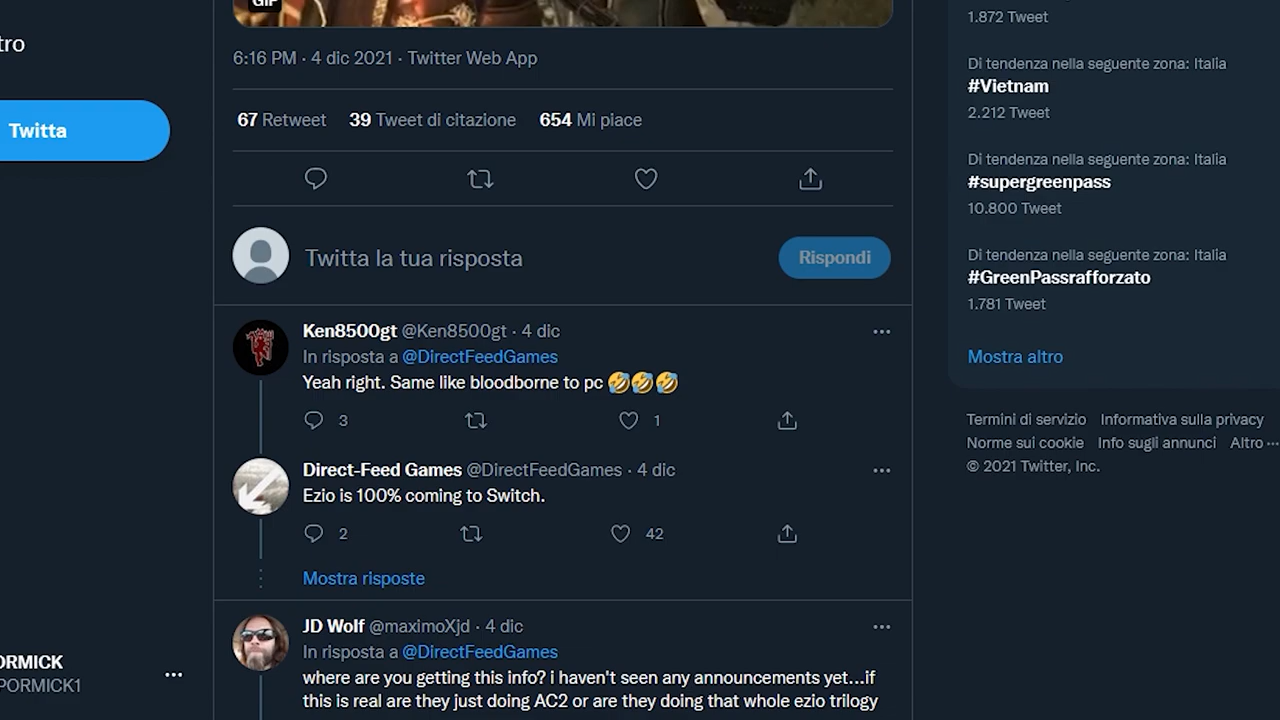 GIF
6:16 PM · 4 dic 2021 · Twitter Web App
67 Retweet 39 Tweet di citazione 654 Mi piace
Twitta la tua risposta
Rispondi
Ken8500gt @Ken8500gt · 4 dic
In risposta a @DirectFeedGames
Yeah right. Same like bloodborne to pc 🤣🤣🤣
3 1
Direct-Feed Games @DirectFeedGames · 4 dic
Ezio is 100% coming to Switch.
2 42
Mostra risposte
JD Wolf @maximoXjd · 4 dic
In risposta a @DirectFeedGames
where are you getting this info? i haven't seen any announcements yet...if
this is real are they just doing AC2 or are they doing that whole ezio trilogy
tro
Twitta
ORMICK
PORMICK1
1.872 Tweet
Di tendenza nella seguente zona: Italia
#Vietnam
2.212 Tweet
Di tendenza nella seguente zona: Italia
#supergreenpass
10.800 Tweet
Di tendenza nella seguente zona: Italia
#GreenPassrafforzato
1.781 Tweet
Mostra altro
Termini di servizio Informativa sulla privacy
Norme sui cookie Info sugli annunci Altro ···
© 2021 Twitter, Inc.